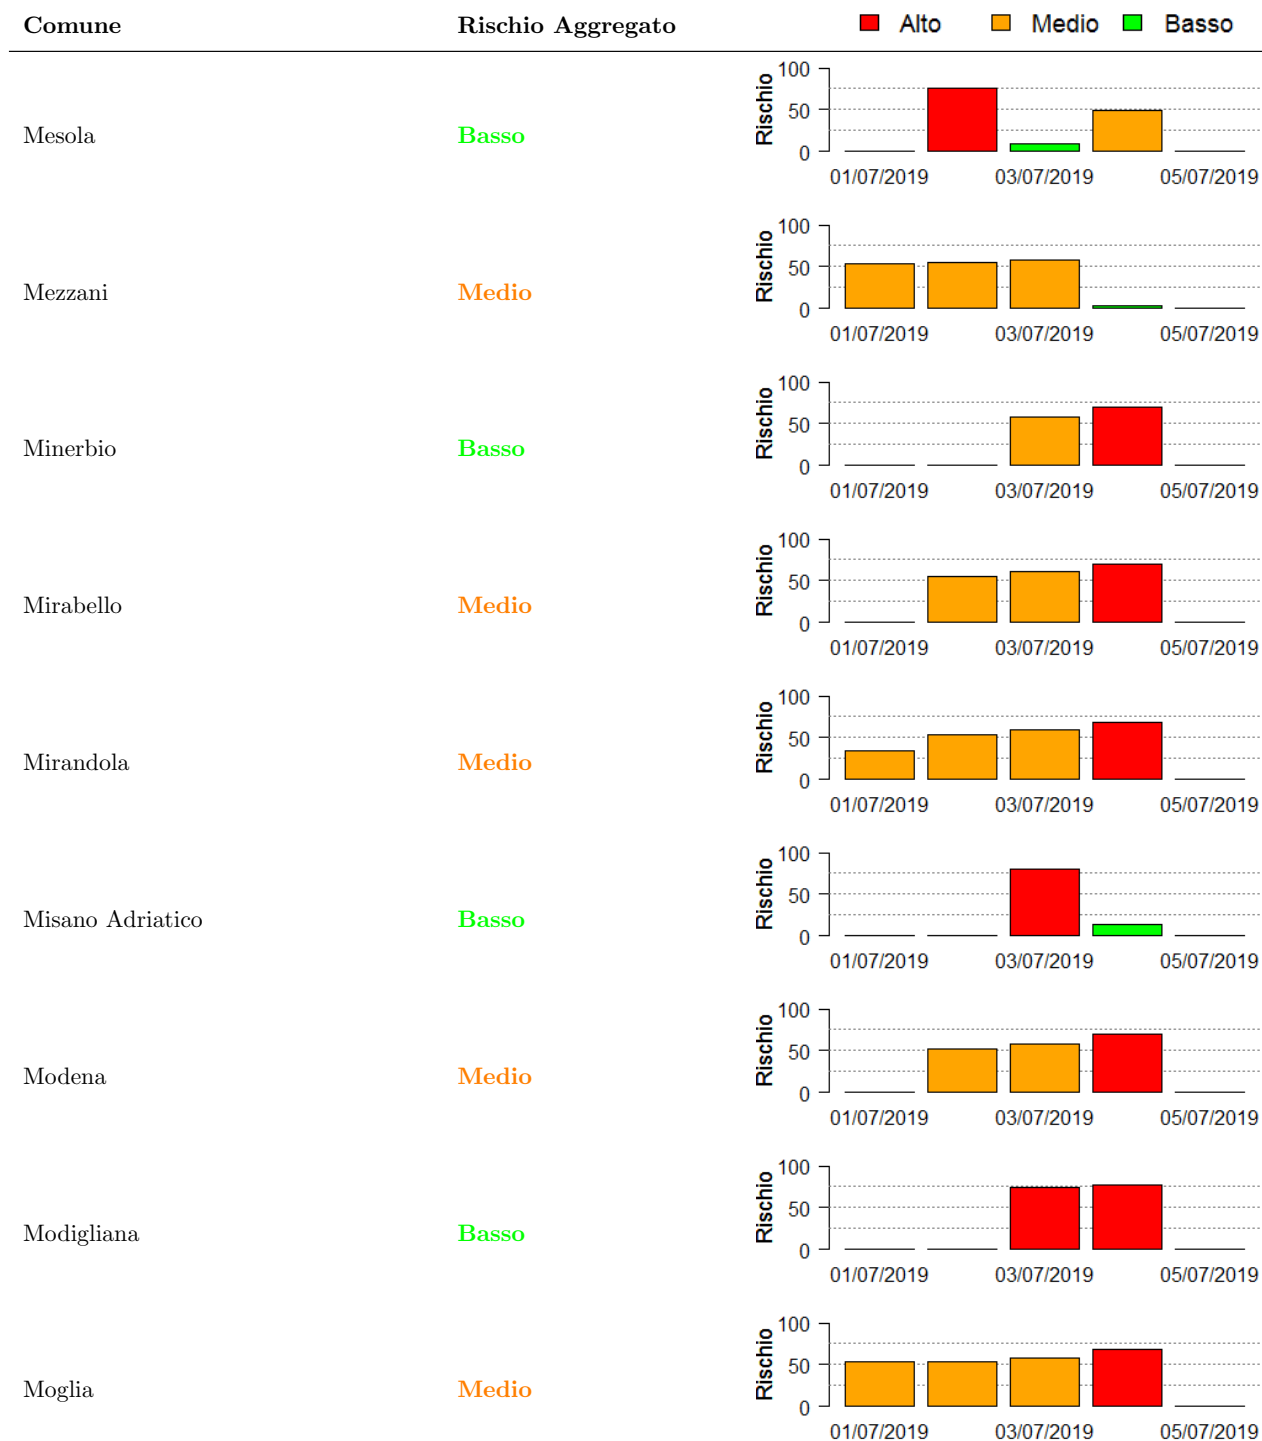 Comune Rischio Aggregato Alto Medio Basso
Mesola Basso
Rischio
100
50
0
01/07/2019 03/07/2019 05/07/2019
Mezzani Medio
Rischio
100
50
0
01/07/2019 03/07/2019 05/07/2019
Minerbio Basso
Rischio
100
50
0
01/07/2019 03/07/2019 05/07/2019
Mirabello Medio
Rischio
100
50
0
01/07/2019 03/07/2019 05/07/2019
Mirandola Medio
Rischio
100
50
0
01/07/2019 03/07/2019 05/07/2019
Misano Adriatico Basso
Rischio
100
50
0
01/07/2019 03/07/2019 05/07/2019
Modena Medio
Rischio
100
50
0
01/07/2019 03/07/2019 05/07/2019
Modigliana Basso
Rischio
100
50
0
01/07/2019 03/07/2019 05/07/2019
Moglia Medio
Rischio
100
50
0
01/07/2019 03/07/2019 05/07/2019